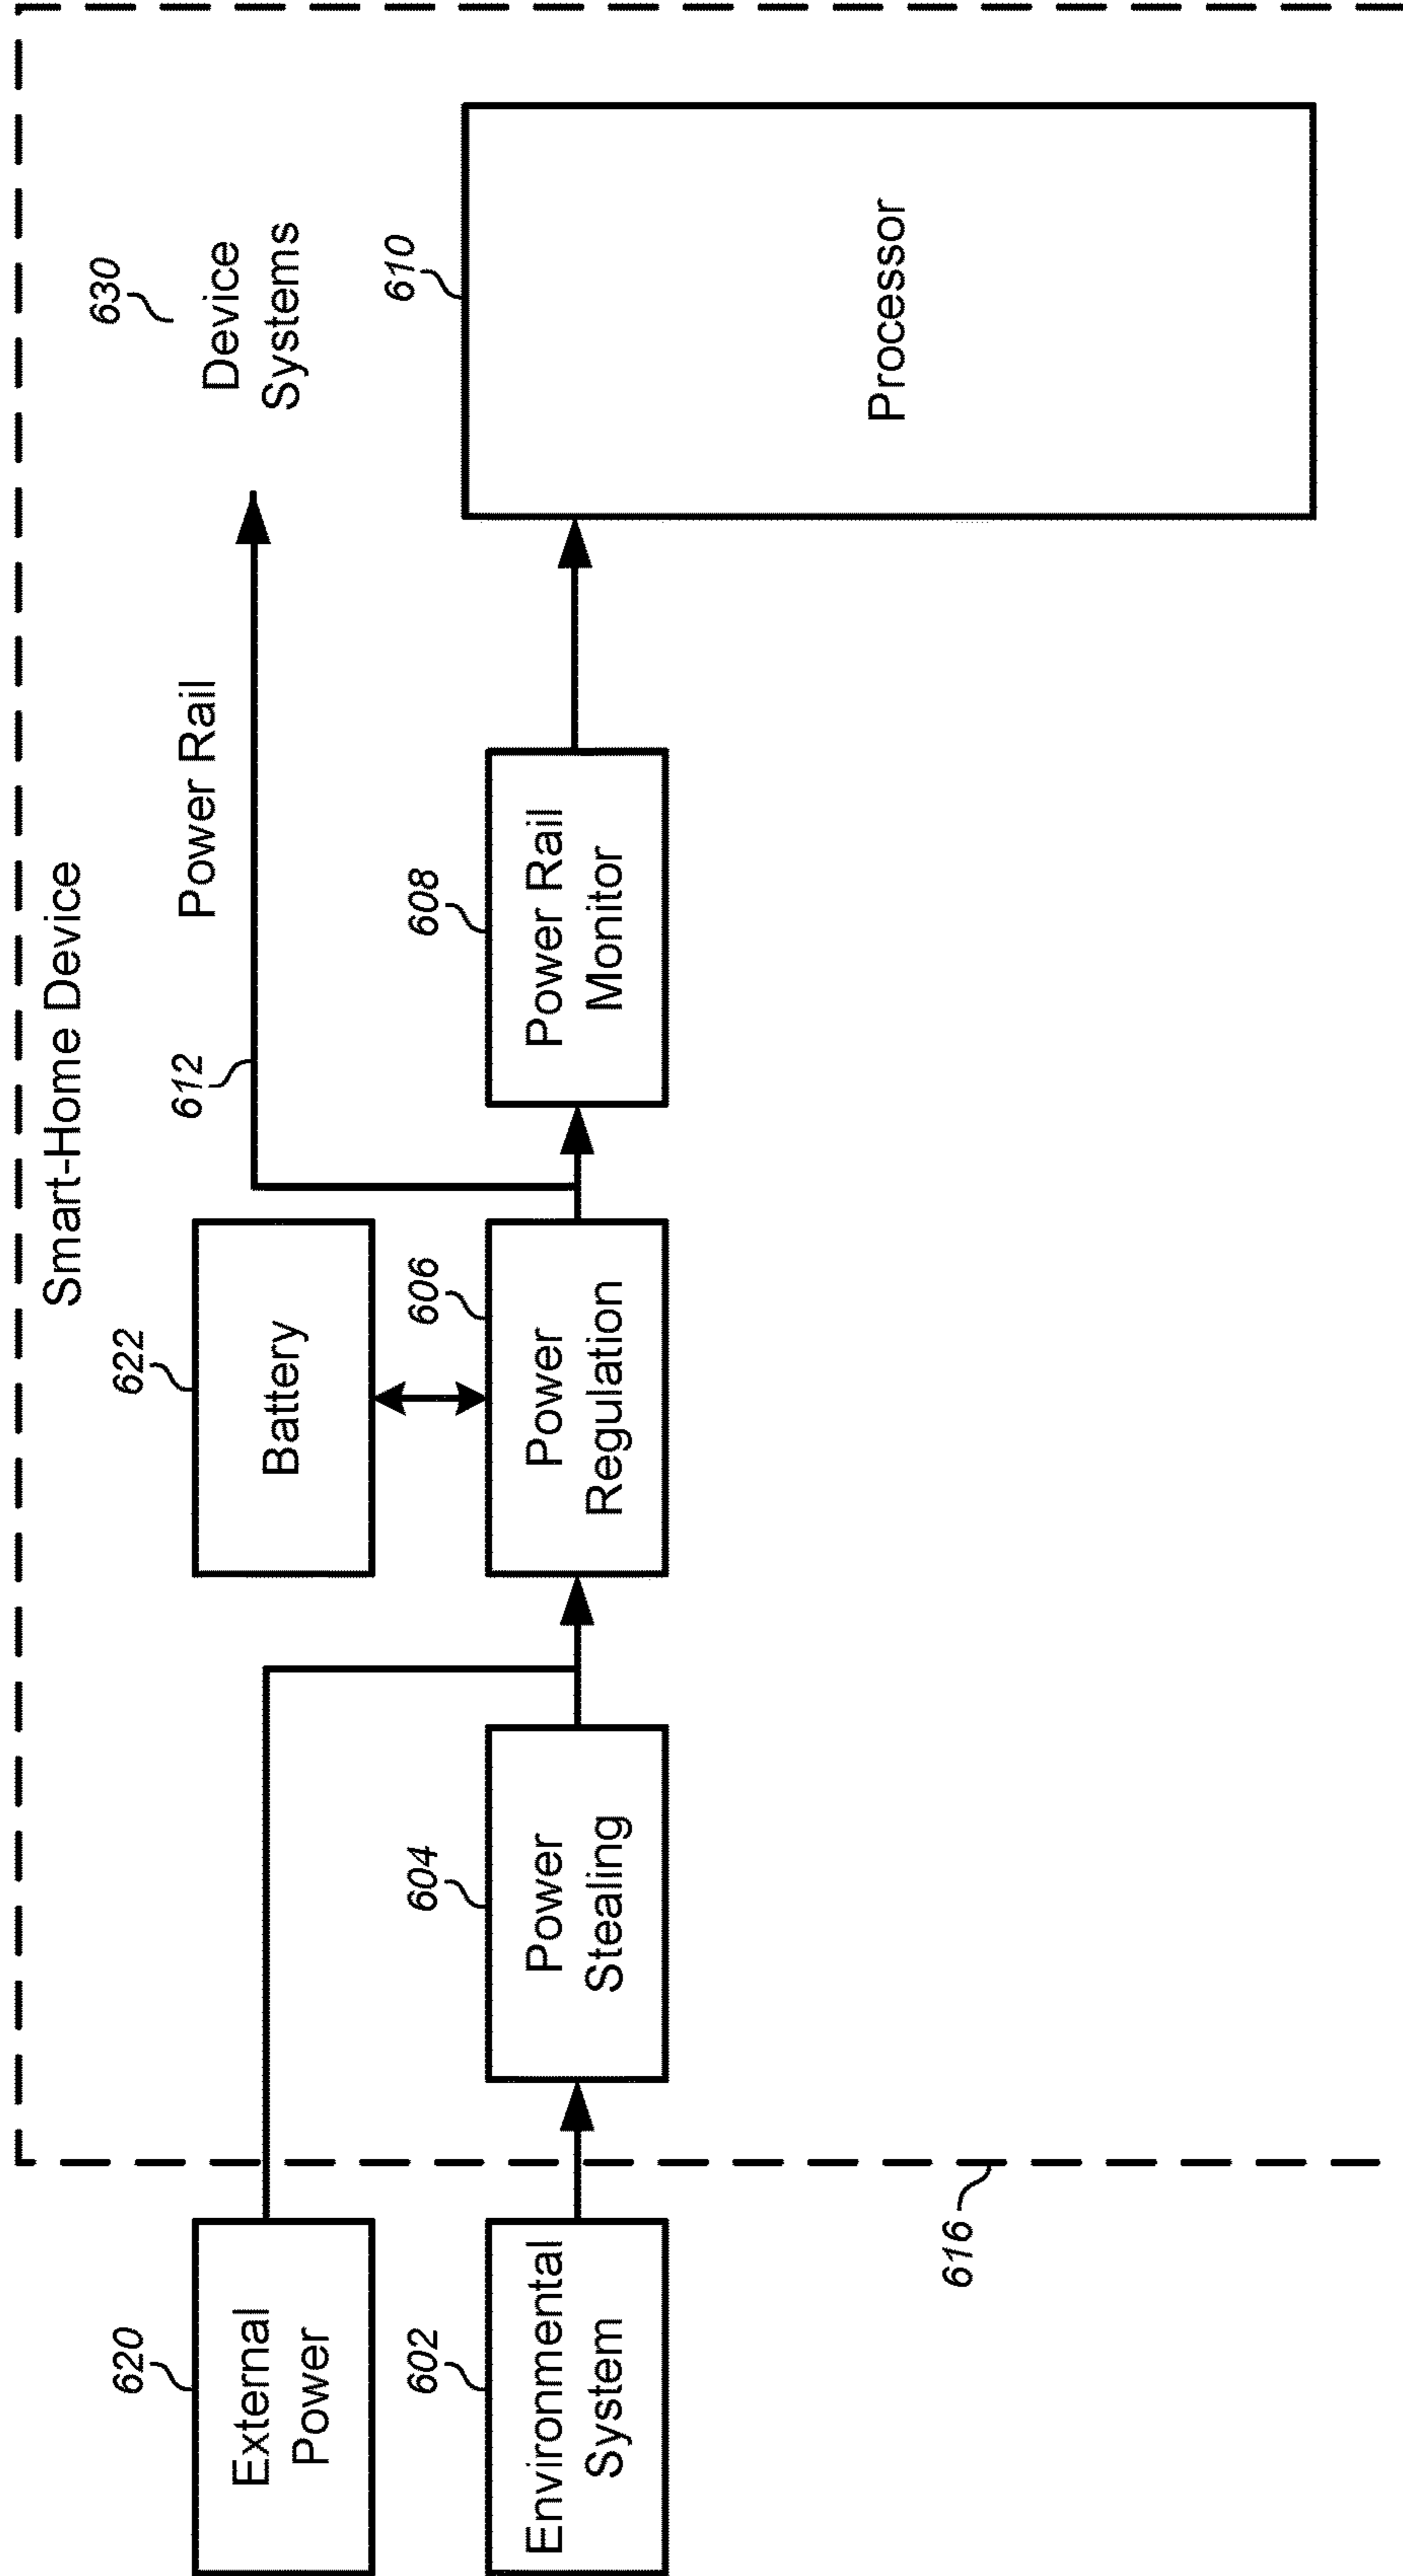 Smart-Home Device
620
External
Power
622
Battery
612
Power Rail
630
Device
Systems
602
Environmental
System
604
Power
Stealing
606
Power
Regulation
608
Power Rail
Monitor
610
Processor
616